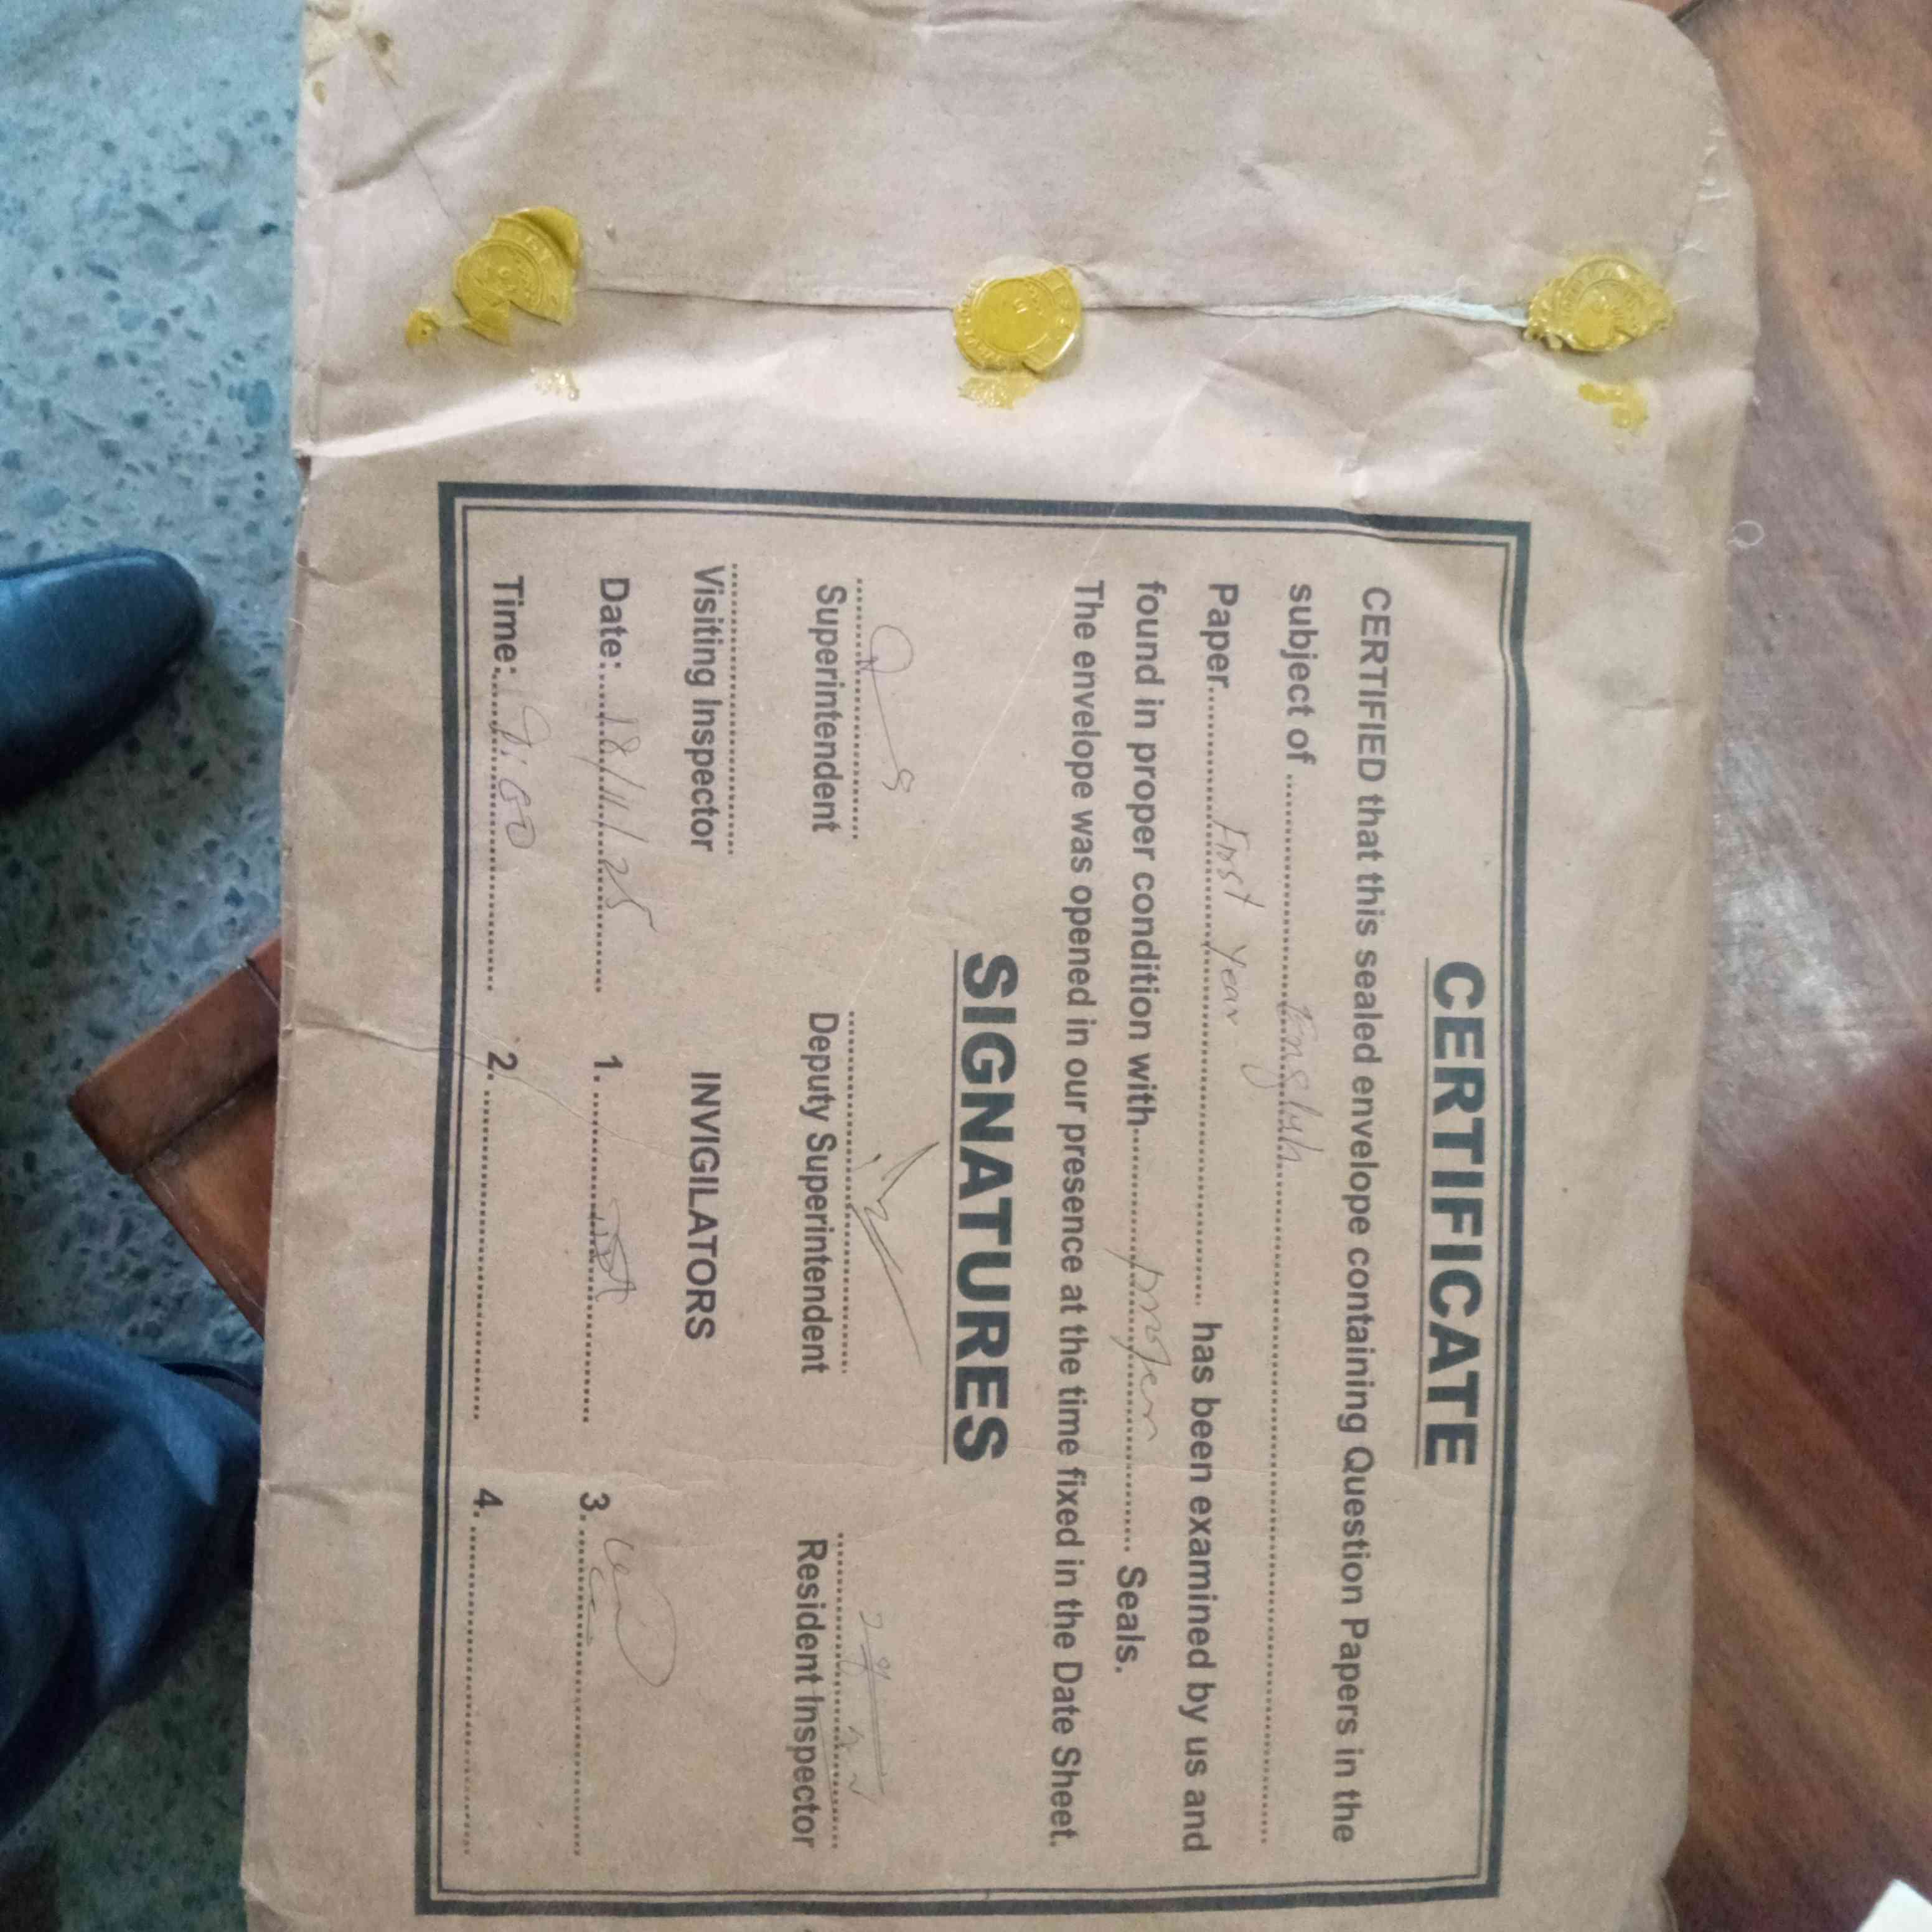 CERTIFICATE
CERTIFIED that this sealed envelope containing Question Papers in the
subject of .......... English ..........
Paper.......... First Year .......... has been examined by us and
found in proper condition with.......... proper .......... Seals.
The envelope was opened in our presence at the time fixed in the Date Sheet.
SIGNATURES
Superintendent Deputy Superintendent Resident Inspector
Visiting Inspector INVIGILATORS
Date: 18/11/25 1. .......... 3. ..........
Time: 9:00 2. .......... 4. ..........